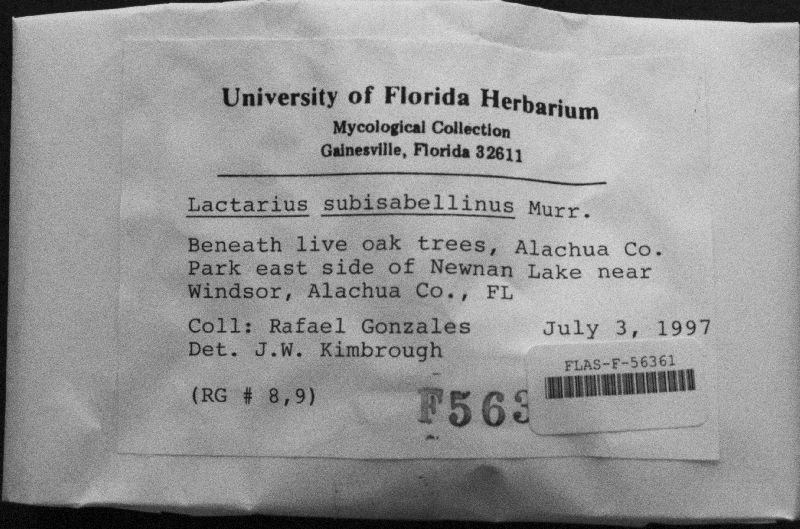 University of Florida Herbarium
Mycological Collection
Gainesville, Florida 32611
Lactarius subisabellinus Murr.
Beneath live oak trees, Alachua Co.
Park east side of Newnan Lake near
Windsor, Alachua Co., FL
Coll: Rafael Gonzales July 3, 1997
Det. J.W. Kimbrough
FLAS-F-56361
(RG # 8,9)
F563